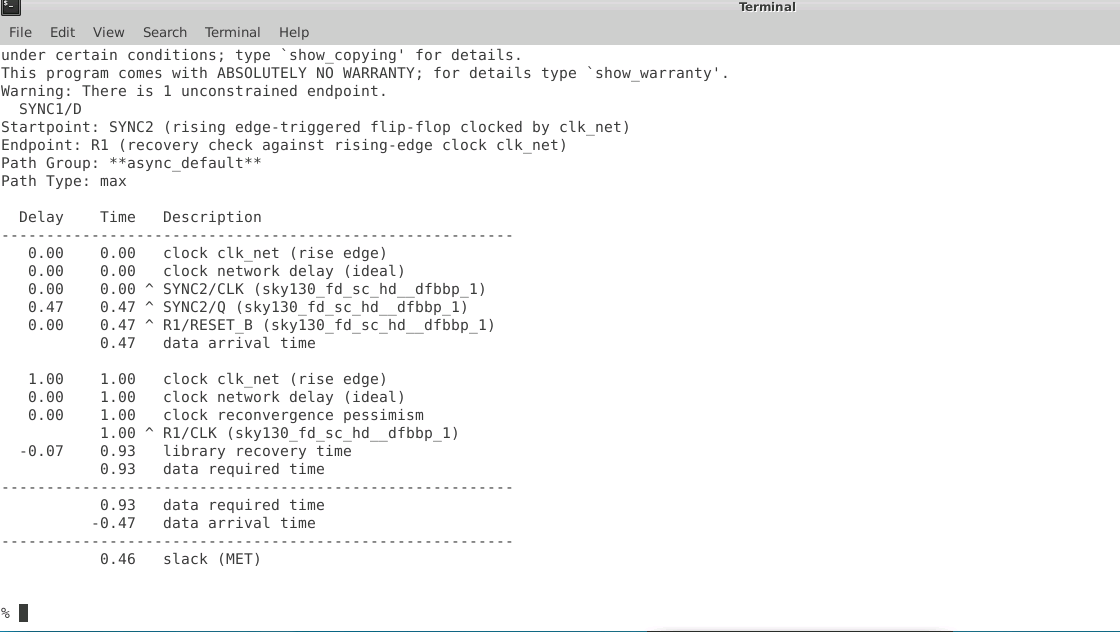 Terminal
File Edit View Search Terminal Help
under certain conditions; type `show_copying' for details.
This program comes with ABSOLUTELY NO WARRANTY; for details type `show_warranty'.
Warning: There is 1 unconstrained endpoint.
  SYNC1/D
Startpoint: SYNC2 (rising edge-triggered flip-flop clocked by clk_net)
Endpoint: R1 (recovery check against rising-edge clock clk_net)
Path Group: **async_default**
Path Type: max

  Delay    Time   Description
---------------------------------------------------------
   0.00    0.00   clock clk_net (rise edge)
   0.00    0.00   clock network delay (ideal)
   0.00    0.00 ^ SYNC2/CLK (sky130_fd_sc_hd__dfbbp_1)
   0.47    0.47 ^ SYNC2/Q (sky130_fd_sc_hd__dfbbp_1)
   0.00    0.47 ^ R1/RESET_B (sky130_fd_sc_hd__dfbbp_1)
           0.47   data arrival time

   1.00    1.00   clock clk_net (rise edge)
   0.00    1.00   clock network delay (ideal)
   0.00    1.00   clock reconvergence pessimism
           1.00 ^ R1/CLK (sky130_fd_sc_hd__dfbbp_1)
  -0.07    0.93   library recovery time
           0.93   data required time
---------------------------------------------------------
           0.93   data required time
          -0.47   data arrival time
---------------------------------------------------------
           0.46   slack (MET)

%